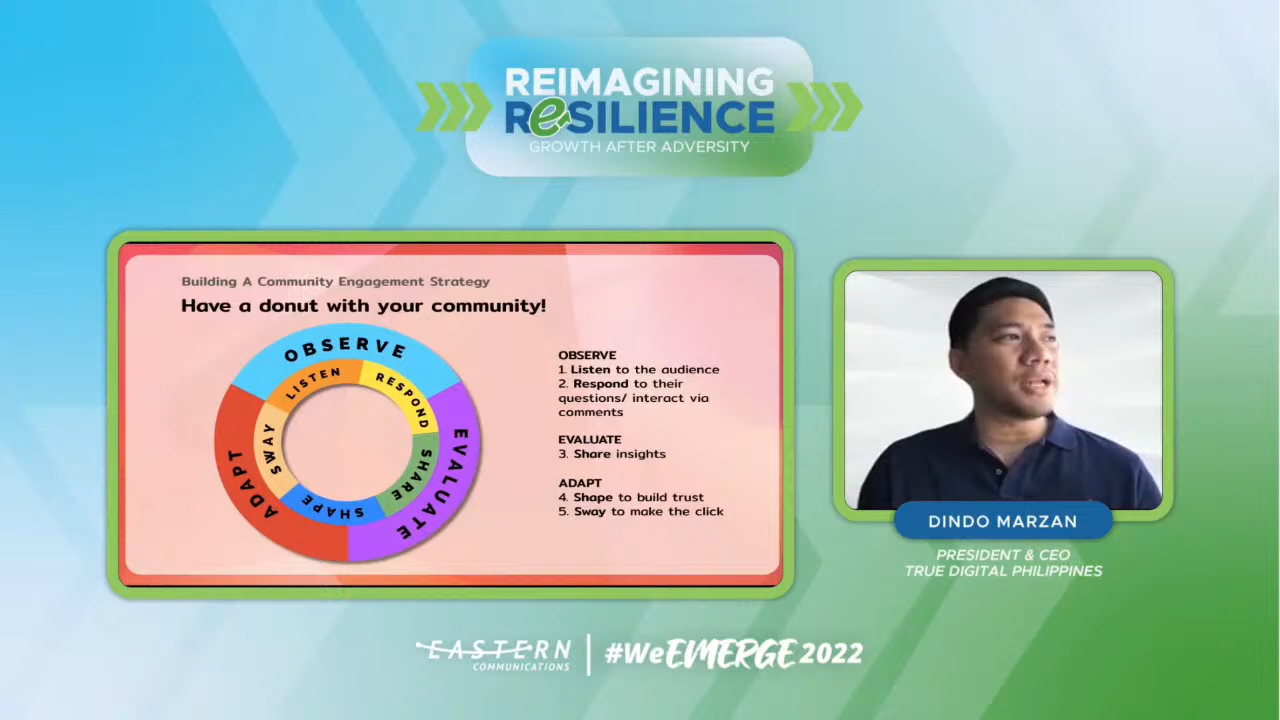 REIMAGINING
ReSILIENCE
GROWTH AFTER ADVERSITY
Building A Community Engagement Strategy
Have a donut with your community!
OBSERVE
LISTEN
RESPOND
SWAY
SHARE
SHAPE
ADAPT
EVALUATE
OBSERVE
1. Listen to the audience
2. Respond to their
questions/ interact via
comments
EVALUATE
3. Share insights
ADAPT
4. Shape to build trust
5. Sway to make the click
DINDO MARZAN
PRESIDENT & CEO
TRUE DIGITAL PHILIPPINES
EASTERN
COMMUNICATIONS
#WeEMERGE2022